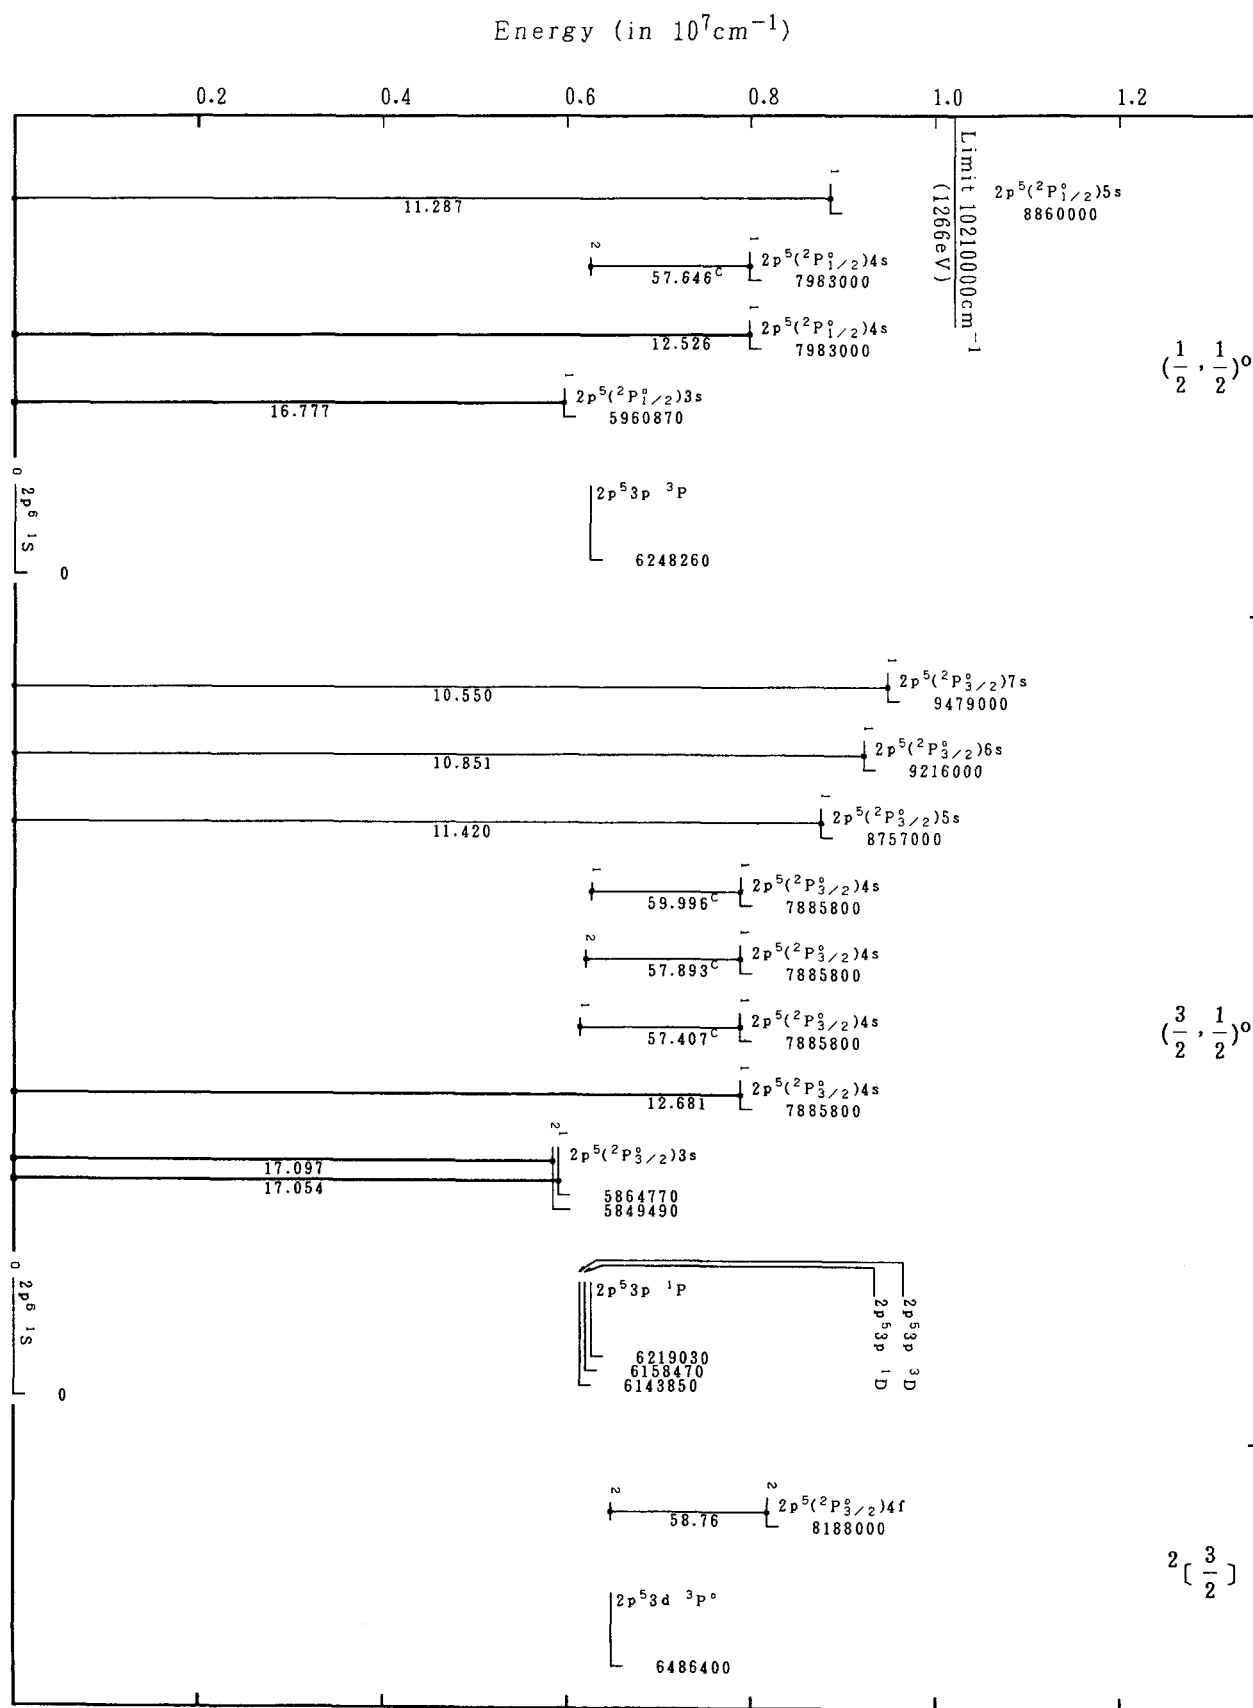 Energy (in 10⁷cm⁻¹)
0.2 0.4 0.6 0.8 1.0 1.2
Limit 10210000cm⁻¹
(1266eV)
1
11.287
2p⁵(²P°₁/₂)5s
8860000
2 1
57.646ᶜ
2p⁵(²P°₁/₂)4s
7983000
1
12.526
2p⁵(²P°₁/₂)4s
7983000
(1/2, 1/2)°
1
16.777
2p⁵(²P°₁/₂)3s
5960870
0
2p⁶ ¹S
0
2p⁵3p ³P
6248260
1
10.550
2p⁵(²P°₃/₂)7s
9479000
1
10.851
2p⁵(²P°₃/₂)6s
9216000
1
11.420
2p⁵(²P°₃/₂)5s
8757000
1 1
59.996ᶜ
2p⁵(²P°₃/₂)4s
7885800
2 1
57.893ᶜ
2p⁵(²P°₃/₂)4s
7885800
1 1
57.407ᶜ
2p⁵(²P°₃/₂)4s
7885800
(3/2, 1/2)°
1
12.681
2p⁵(²P°₃/₂)4s
7885800
2 1
17.097
17.054
2p⁵(²P°₃/₂)3s
5864770
5849490
0
2p⁶ ¹S
0
2p⁵3p ¹P
6219030
6158470
6143850
2p⁵3p ¹D
2p⁵3p ³D
2 2
58.76
2p⁵(²P°₃/₂)4f
8188000
²[3/2]
2p⁵3d ³P°
6486400